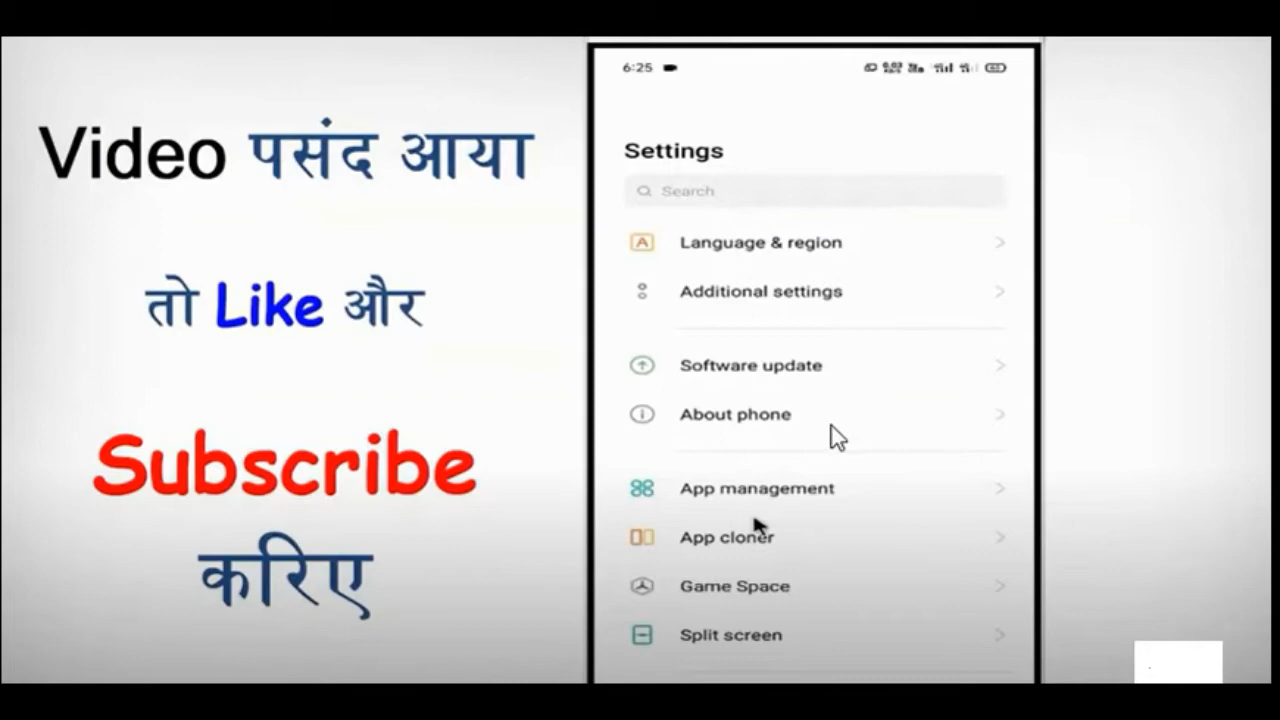 Video पसंद आया
तो Like और
Subscribe
करिए
6:25
Settings
Search
Language & region
Additional settings
Software update
About phone
App management
App cloner
Game Space
Split screen